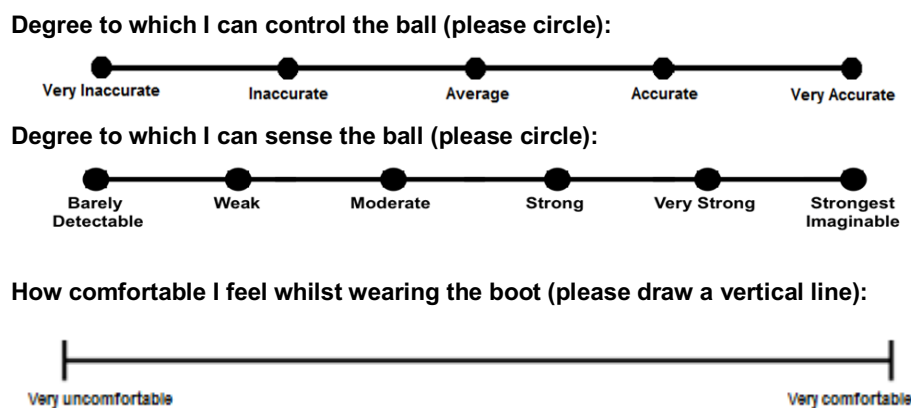 Degree to which I can control the ball (please circle):
Very Inaccurate Inaccurate Average Accurate Very Accurate
Degree to which I can sense the ball (please circle):
Barely Detectable Weak Moderate Strong Very Strong Strongest Imaginable
How comfortable I feel whilst wearing the boot (please draw a vertical line):
Very uncomfortable Very comfortable